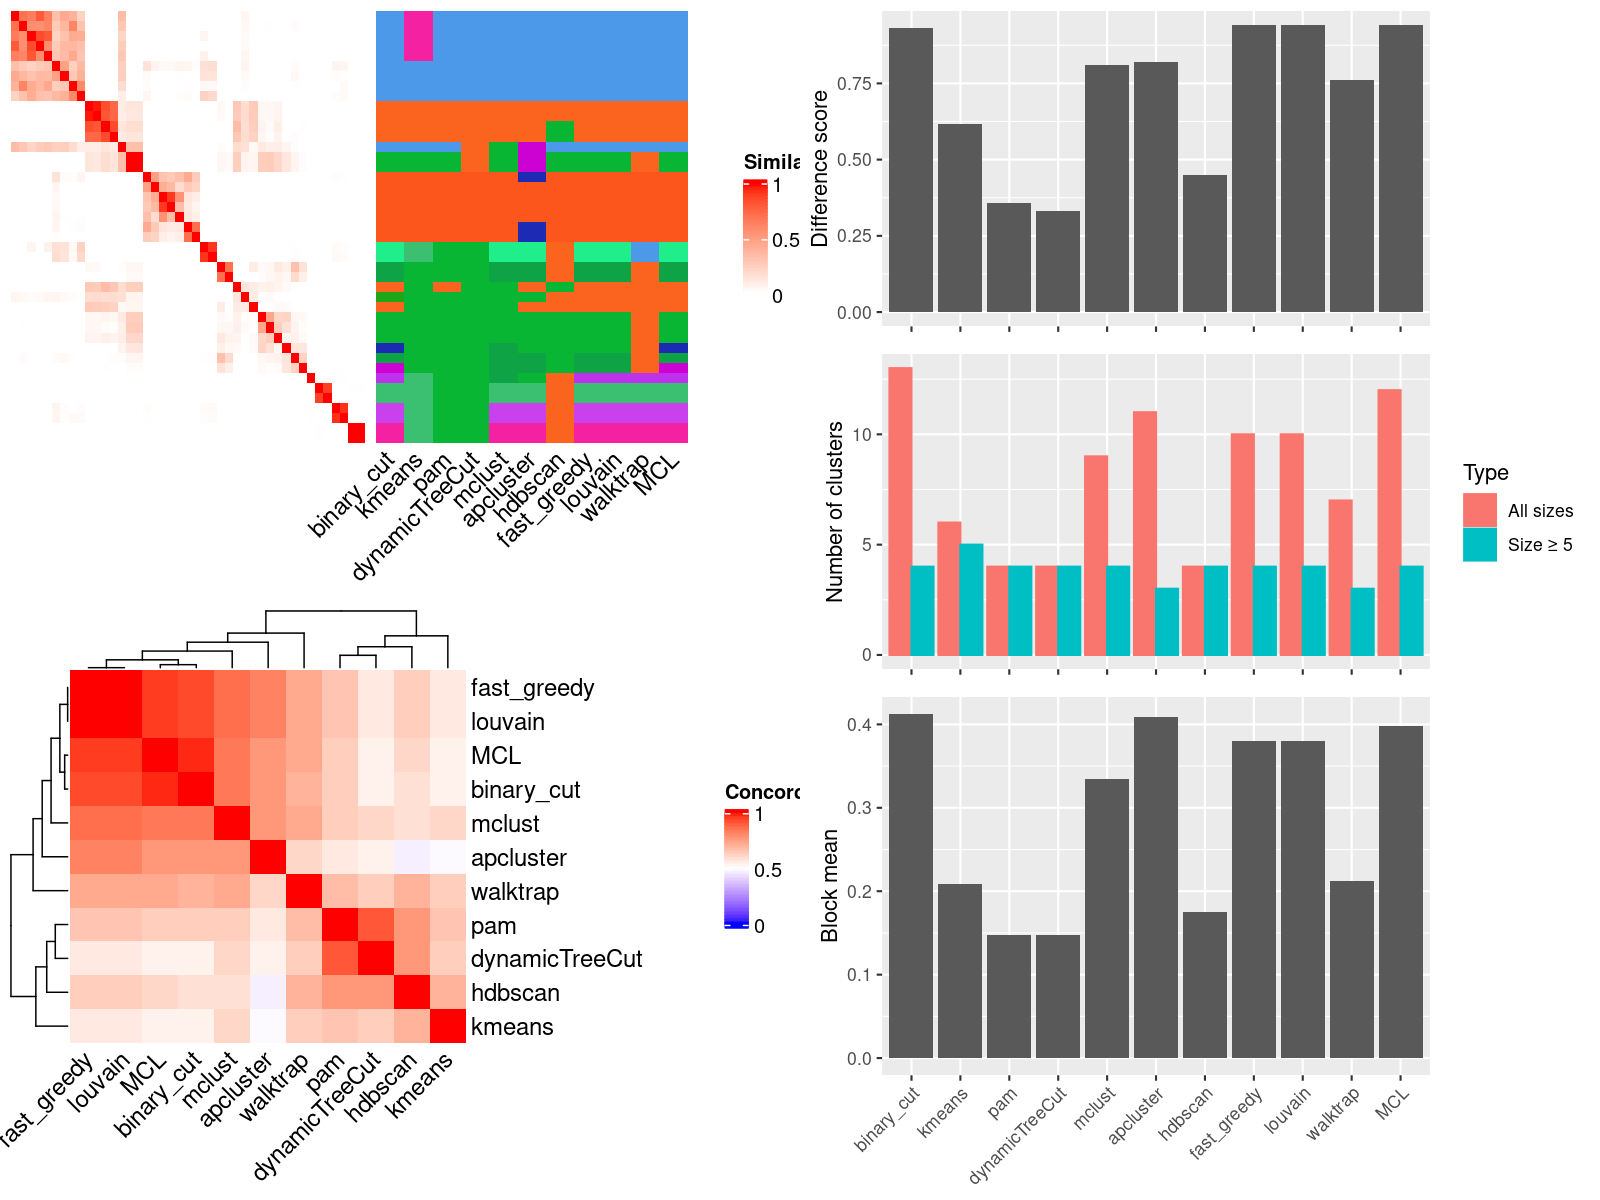 Simila
1
0.5
0
binary_cut
kmeans
pam
dynamicTreeCut
mclust
apcluster
hdbscan
fast_greedy
louvain
walktrap
MCL
fast_greedy
louvain
MCL
binary_cut
mclust
apcluster
walktrap
pam
dynamicTreeCut
hdbscan
kmeans
Concord
1
0.5
0
fast_greedy
louvain
MCL
binary_cut
mclust
apcluster
walktrap
pam
dynamicTreeCut
hdbscan
kmeans
Difference score
0.75
0.50
0.25
0.00
Number of clusters
10
5
0
Type
All sizes
Size ≥ 5
Block mean
0.4
0.3
0.2
0.1
0.0
binary_cut
kmeans
pam
dynamicTreeCut
mclust
apcluster
hdbscan
fast_greedy
louvain
walktrap
MCL